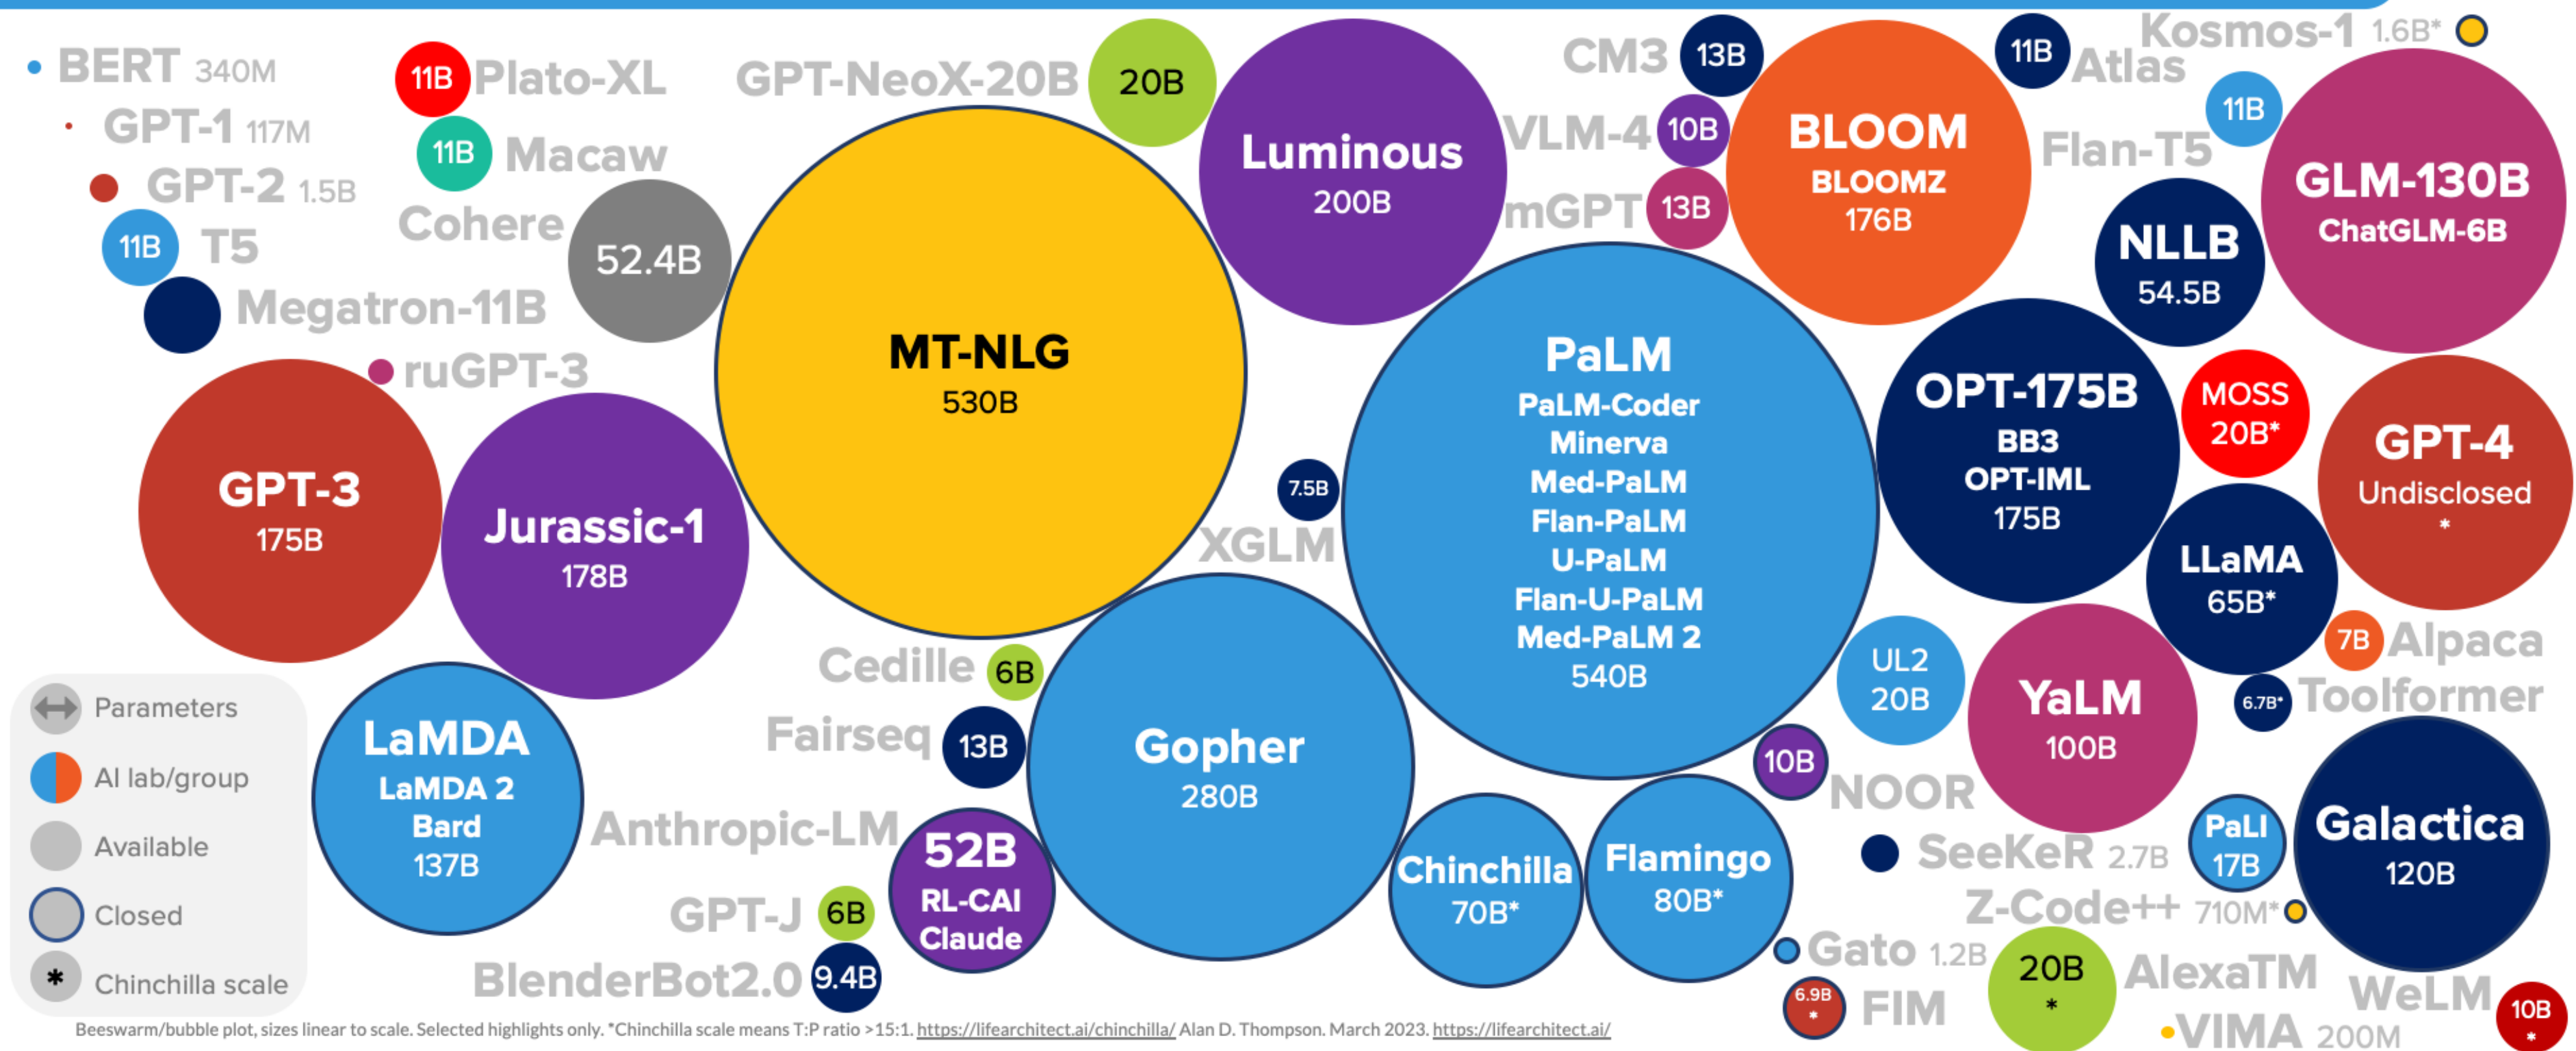 BERT 340M
GPT-1 117M
GPT-2 1.5B
11B T5
Megatron-11B
ruGPT-3
GPT-3
175B
11B Plato-XL
11B Macaw
Cohere
52.4B
Jurassic-1
178B
LaMDA
LaMDA 2
Bard
137B
GPT-NeoX-20B
20B
MT-NLG
530B
Luminous
200B
CM3 13B
VLM-4 10B
mGPT 13B
BLOOM
BLOOMZ
176B
11B Atlas
Kosmos-1 1.6B*
11B
Flan-T5
GLM-130B
ChatGLM-6B
NLLB
54.5B
PaLM
PaLM-Coder
Minerva
Med-PaLM
Flan-PaLM
U-PaLM
Flan-U-PaLM
Med-PaLM 2
540B
7.5B
XGLM
OPT-175B
BB3
OPT-IML
175B
MOSS
20B*
GPT-4
Undisclosed
*
LLaMA
65B*
7B Alpaca
6.7B* Toolformer
UL2
20B
YaLM
100B
Cedille 6B
Fairseq 13B
Gopher
280B
Anthropic-LM
52B
RL-CAI
Claude
GPT-J 6B
BlenderBot2.0 9.4B
Chinchilla
70B*
Flamingo
80B*
10B
NOOR
SeeKeR 2.7B
PaLI
17B
Galactica
120B
Z-Code++ 710M*
Gato 1.2B
6.9B
*
FIM
20B
*
AlexaTM
WeLM
10B
*
VIMA 200M
Parameters
AI lab/group
Available
Closed
* Chinchilla scale
Beeswarm/bubble plot, sizes linear to scale. Selected highlights only. *Chinchilla scale means T:P ratio >15:1. https://lifearchitect.ai/chinchilla/ Alan D. Thompson. March 2023. https://lifearchitect.ai/